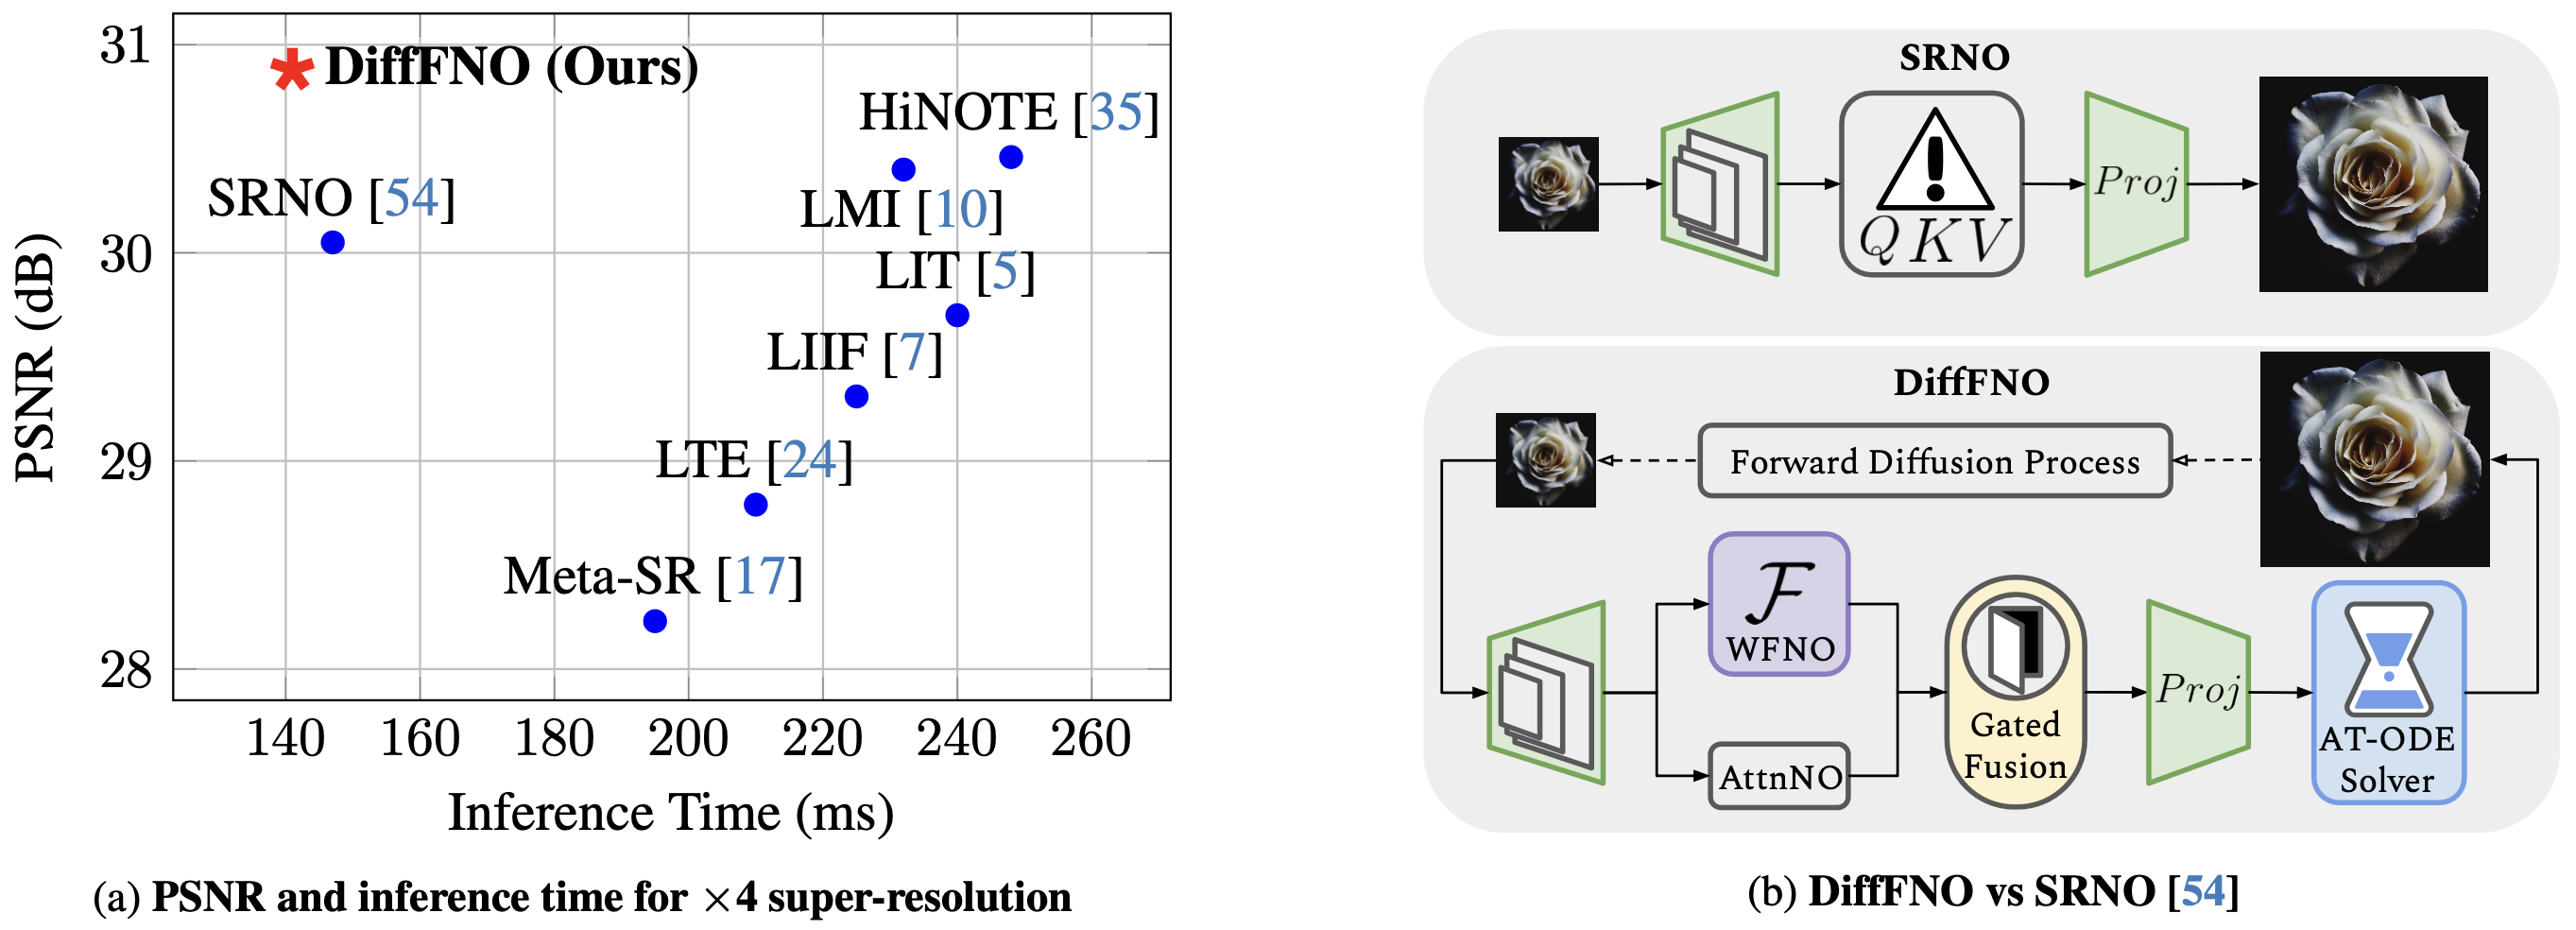 31
30
29
28
PSNR (dB)
DiffFNO (Ours)
HiNOTE [35]
SRNO [54]
LMI [10]
LIT [5]
LIIF [7]
LTE [24]
Meta-SR [17]
140 160 180 200 220 240 260
Inference Time (ms)
(a) PSNR and inference time for ×4 super-resolution
SRNO
Q K V
Proj
DiffFNO
Forward Diffusion Process
F
WFNO
AttnNO
Gated
Fusion
Proj
AT-ODE
Solver
(b) DiffFNO vs SRNO [54]